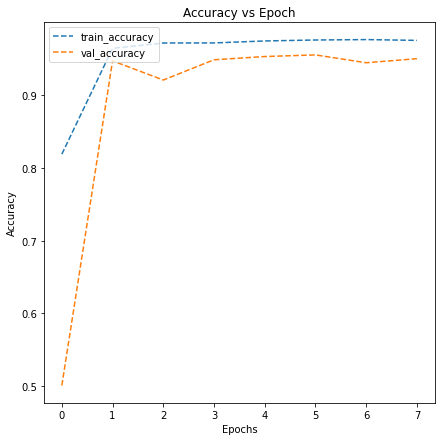 Accuracy vs Epoch
train_accuracy
val_accuracy
Accuracy
0.9
0.8
0.7
0.6
0.5
0 1 2 3 4 5 6 7
Epochs